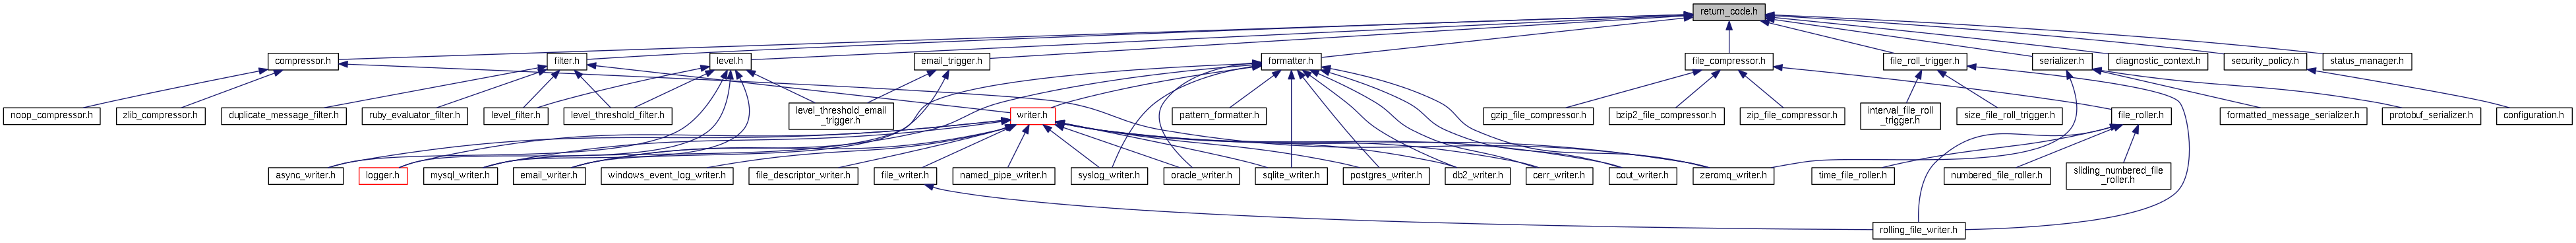 return_code.h
compressor.h
filter.h
level.h
email_trigger.h
formatter.h
file_compressor.h
file_roll_trigger.h
serializer.h
diagnostic_context.h
security_policy.h
status_manager.h
noop_compressor.h
zlib_compressor.h
duplicate_message_filter.h
ruby_evaluator_filter.h
level_filter.h
level_threshold_filter.h
level_threshold_email
_trigger.h
writer.h
pattern_formatter.h
gzip_file_compressor.h
bzip2_file_compressor.h
zip_file_compressor.h
interval_file_roll
_trigger.h
size_file_roll_trigger.h
file_roller.h
formatted_message_serializer.h
protobuf_serializer.h
configuration.h
async_writer.h
logger.h
mysql_writer.h
email_writer.h
windows_event_log_writer.h
file_descriptor_writer.h
file_writer.h
named_pipe_writer.h
syslog_writer.h
oracle_writer.h
sqlite_writer.h
postgres_writer.h
db2_writer.h
cerr_writer.h
cout_writer.h
zeromq_writer.h
time_file_roller.h
numbered_file_roller.h
sliding_numbered_file
_roller.h
rolling_file_writer.h